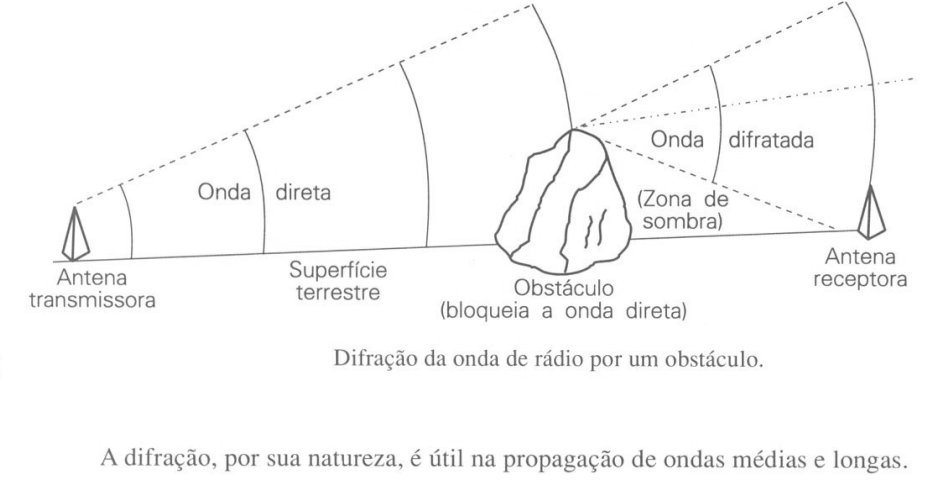 Onda difratada
Onda direta
(Zona de
sombra)
Antena
transmissora
Superfície
terrestre
Obstáculo
(bloqueia a onda direta)
Antena
receptora
Difração da onda de rádio por um obstáculo.
A difração, por sua natureza, é útil na propagação de ondas médias e longas.